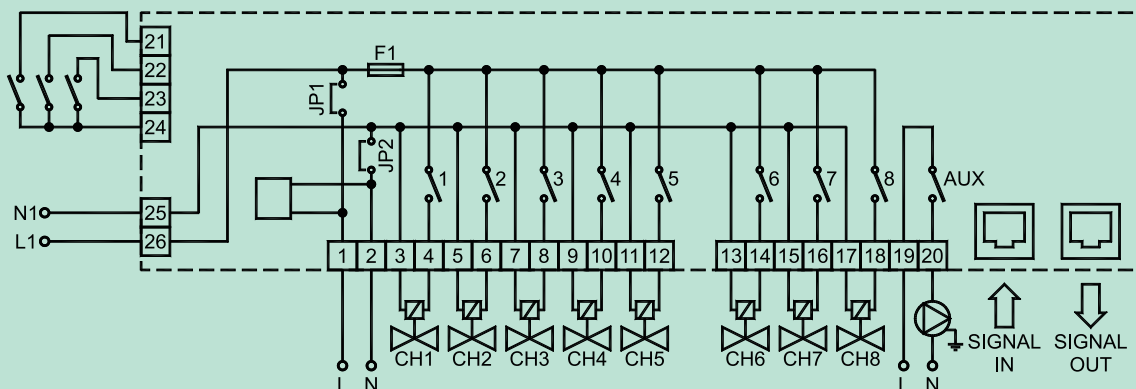 21
22
23
24
F1
JP1
JP2
1 2 3 4 5 6 7 8 AUX
N1 25
L1 26
1 2 3 4 5 6 7 8 9 10 11 12 13 14 15 16 17 18 19 20
CH1 CH2 CH3 CH4 CH5 CH6 CH7 CH8
SIGNAL IN
SIGNAL OUT
L N L N